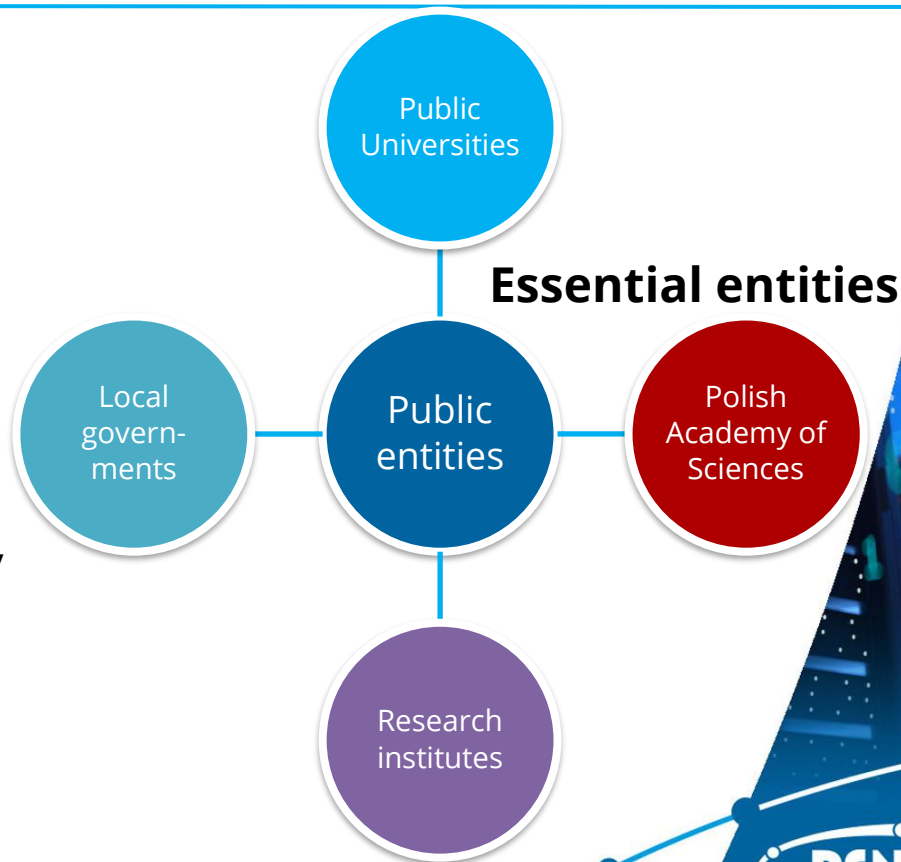 Public
Universities
Essential entities
Local
govern-
ments
Public
entities
Polish
Academy of
Sciences
Research
institutes